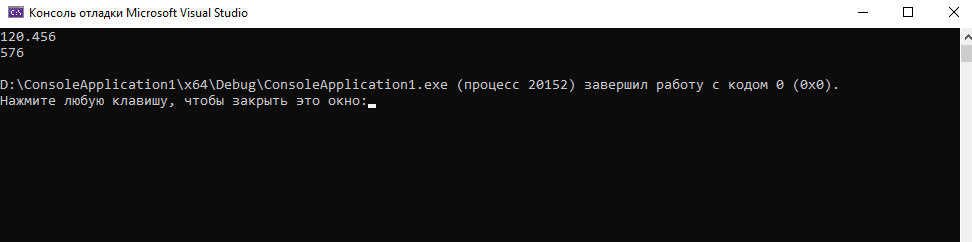 C:\
Консоль отладки Microsoft Visual Studio
120.456
576
D:\ConsoleApplication1\x64\Debug\ConsoleApplication1.exe (процесс 20152) завершил работу с кодом 0 (0x0).
Нажмите любую клавишу, чтобы закрыть это окно: